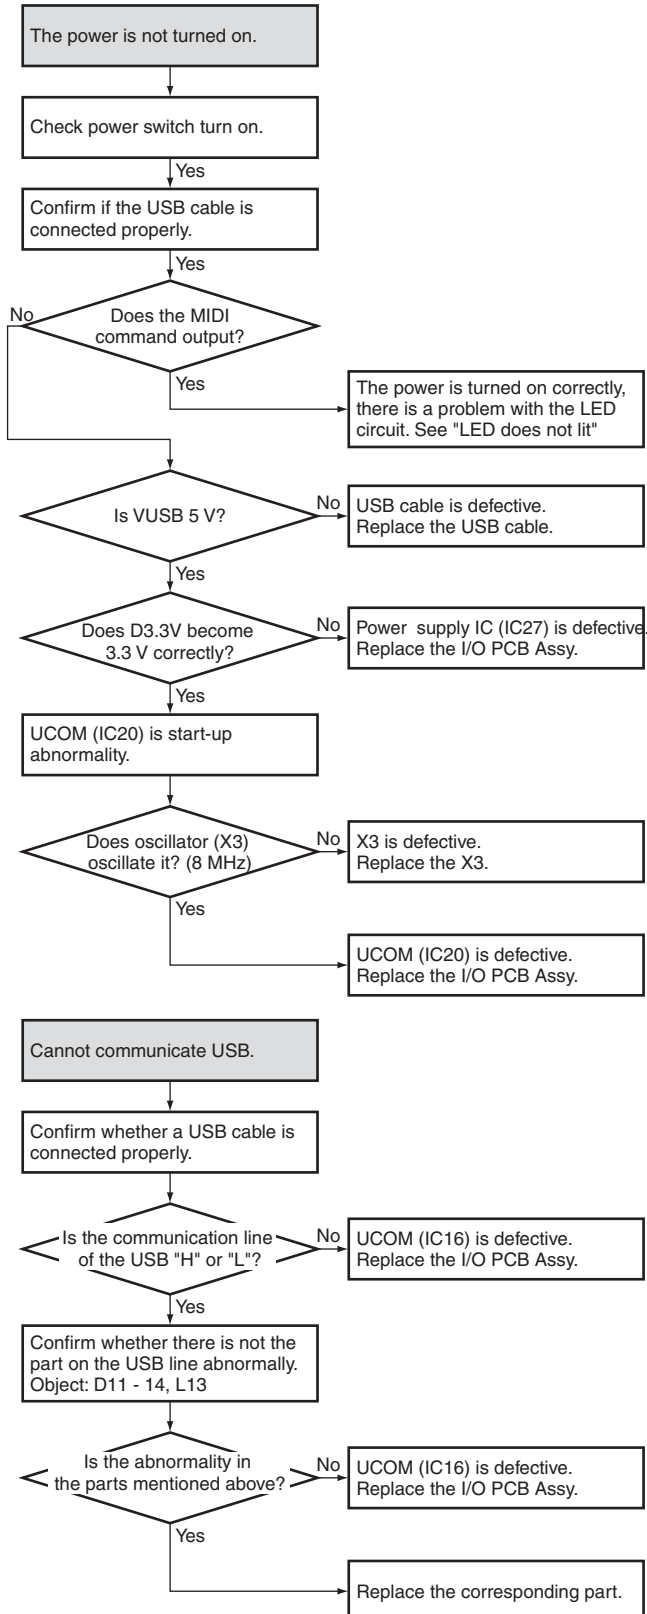 The power is not turned on.
Check power switch turn on.
Yes
Confirm if the USB cable is
connected properly.
Yes
No
Does the MIDI
command output?
Yes
The power is turned on correctly,
there is a problem with the LED
circuit. See "LED does not lit"
Is VUSB 5 V?
No
USB cable is defective.
Replace the USB cable.
Yes
Does D3.3V become
3.3 V correctly?
No
Power supply IC (IC27) is defective.
Replace the I/O PCB Assy.
Yes
UCOM (IC20) is start-up
abnormality.
Does oscillator (X3)
oscillate it? (8 MHz)
No
X3 is defective.
Replace the X3.
Yes
UCOM (IC20) is defective.
Replace the I/O PCB Assy.
Cannot communicate USB.
Confirm whether a USB cable is
connected properly.
Is the communication line
of the USB "H" or "L"?
No
UCOM (IC16) is defective.
Replace the I/O PCB Assy.
Yes
Confirm whether there is not the
part on the USB line abnormally.
Object: D11 - 14, L13
Is the abnormality in
the parts mentioned above?
No
UCOM (IC16) is defective.
Replace the I/O PCB Assy.
Yes
Replace the corresponding part.